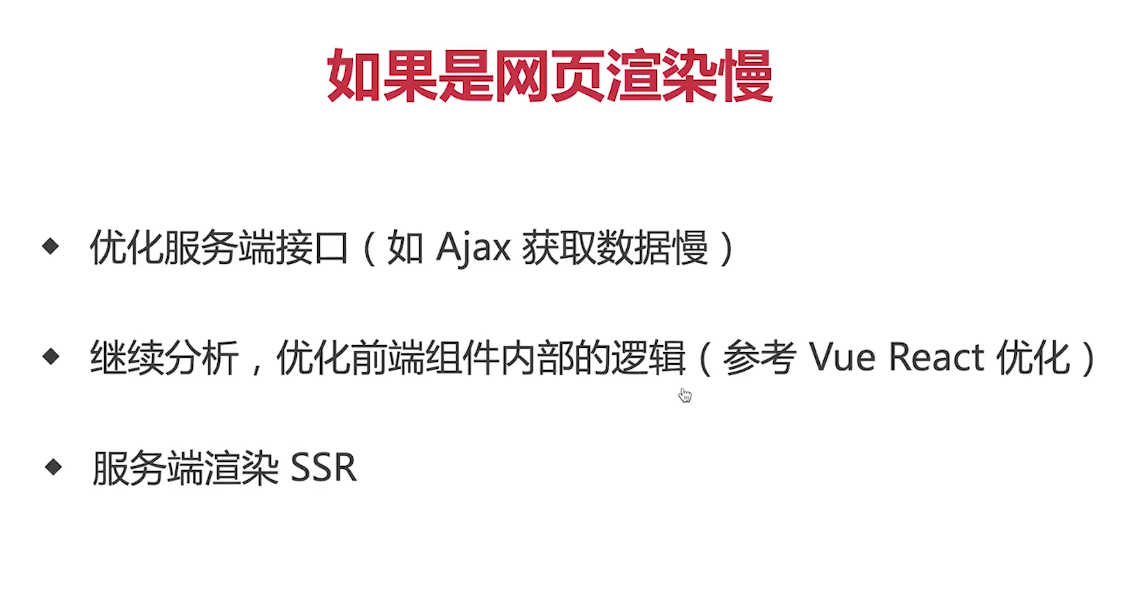 如果是网页渲染慢
◆ 优化服务端接口（如 Ajax 获取数据慢）
◆ 继续分析，优化前端组件内部的逻辑（参考 Vue React 优化）
◆ 服务端渲染 SSR